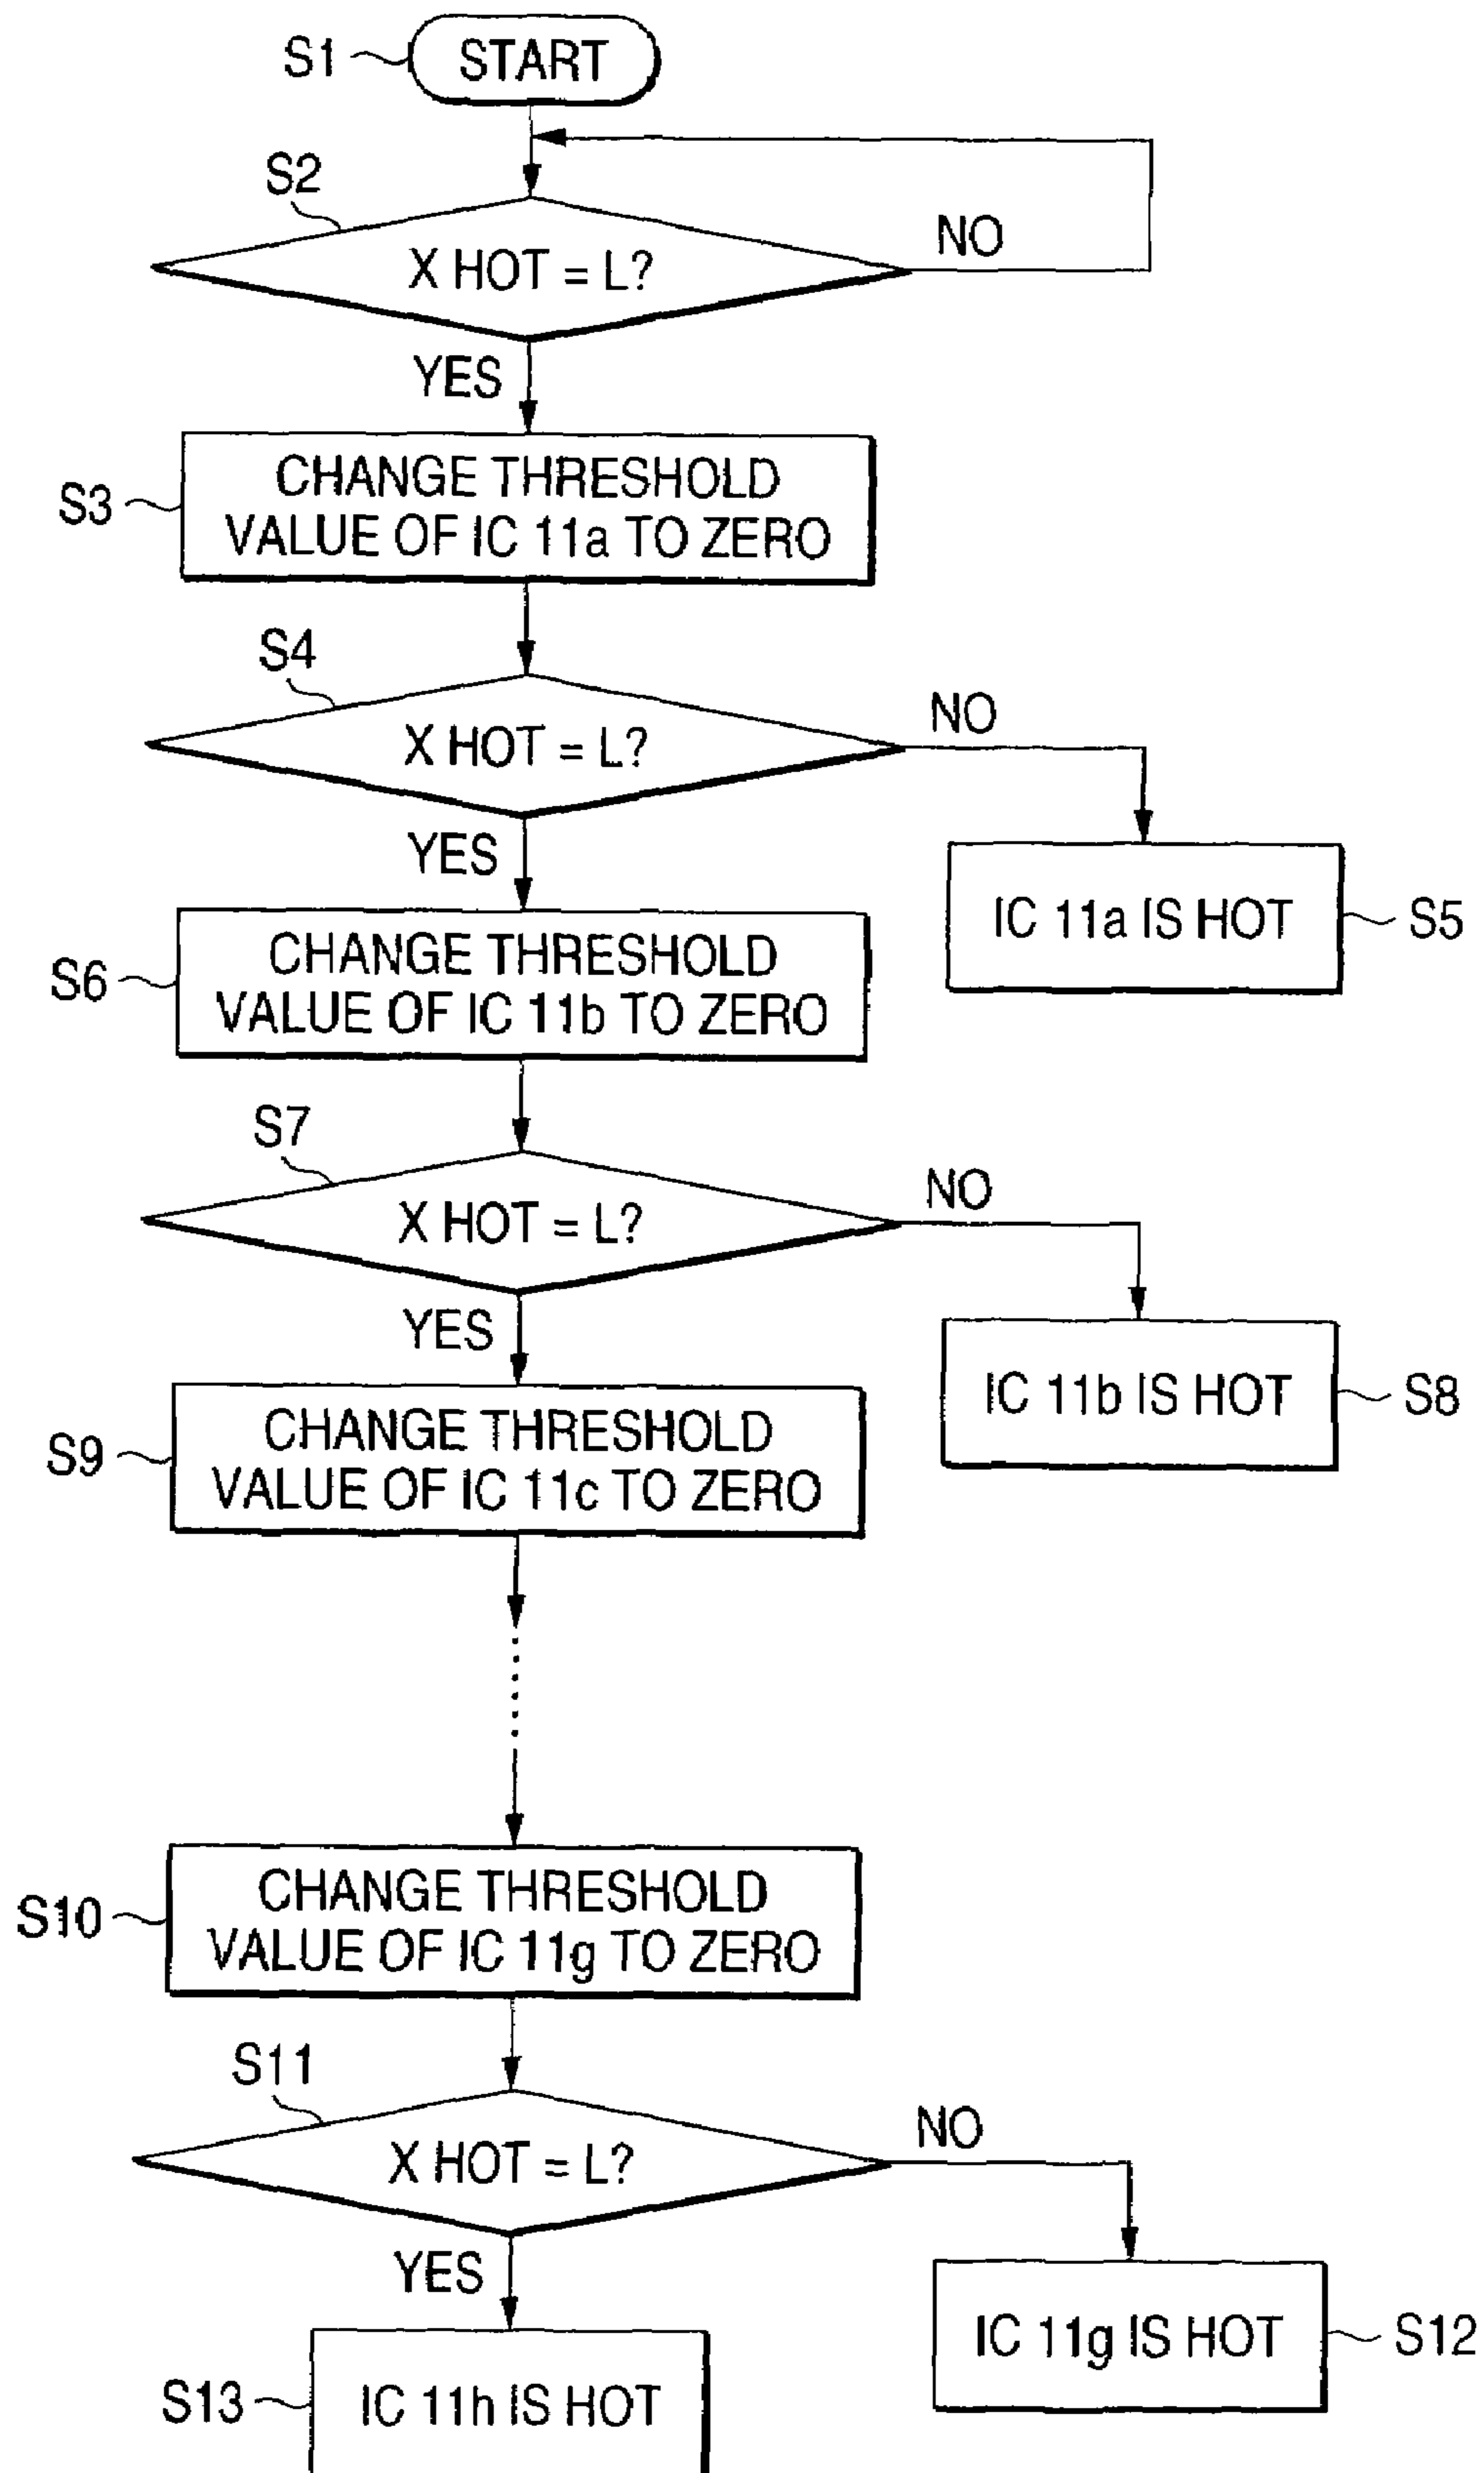 S1
START
S2
X HOT = L?
NO
YES
S3
CHANGE THRESHOLD
VALUE OF IC 11a TO ZERO
S4
X HOT = L?
NO
YES
IC 11a IS HOT
S5
S6
CHANGE THRESHOLD
VALUE OF IC 11b TO ZERO
S7
X HOT = L?
NO
YES
IC 11b IS HOT
S8
S9
CHANGE THRESHOLD
VALUE OF IC 11c TO ZERO
S10
CHANGE THRESHOLD
VALUE OF IC 11g TO ZERO
S11
X HOT = L?
NO
YES
IC 11g IS HOT
S12
S13
IC 11h IS HOT